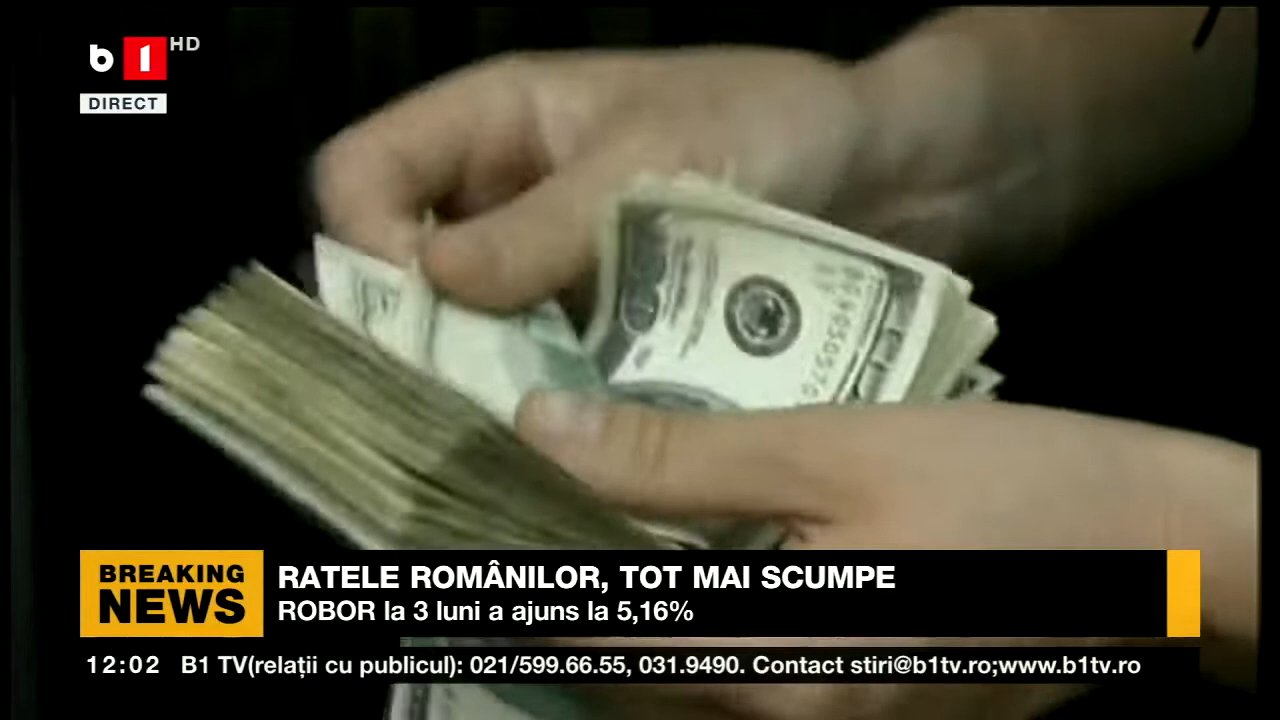 b1 HD
DIRECT
BREAKING
NEWS
RATELE ROMÂNILOR, TOT MAI SCUMPE
ROBOR la 3 luni a ajuns la 5,16%
12:02 B1 TV(relații cu publicul): 021/599.66.55, 031.9490. Contact stiri@b1tv.ro;www.b1tv.ro